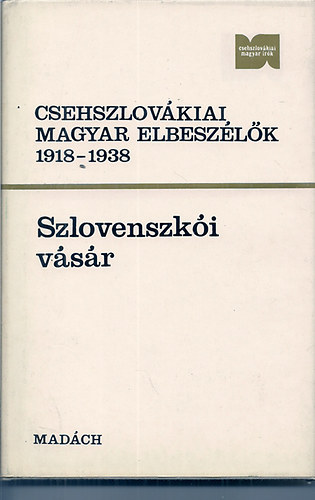 csehszlovákiai
magyar írók
CSEHSZLOVÁKIAI
MAGYAR ELBESZÉLŐK
1918-1938
Szlovenszkói
vásár
MADÁCH